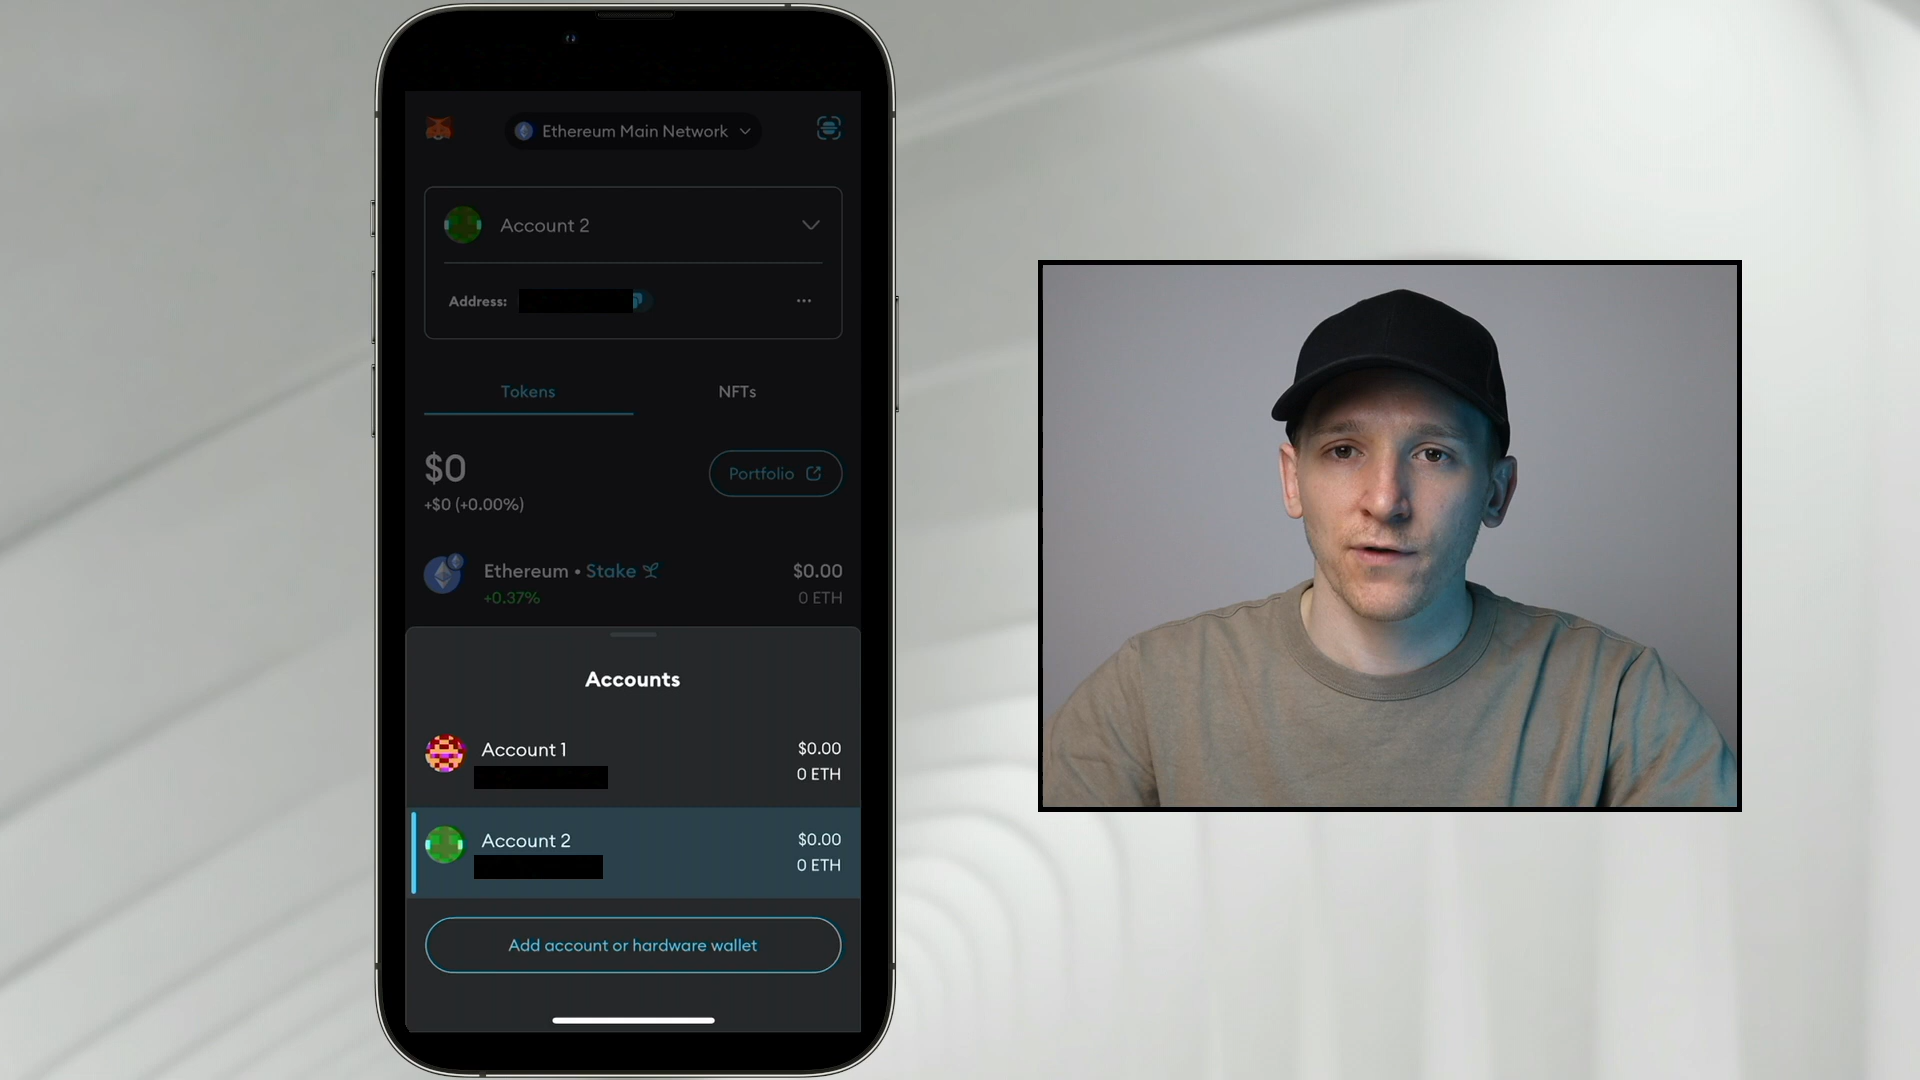 Ethereum Main Network
Account 2
Address:
Tokens
NFTs
$0
Portfolio
+$0 (+0.00%)
Ethereum • Stake
$0.00
+0.37%
0 ETH
Accounts
Account 1
$0.00
0 ETH
Account 2
$0.00
0 ETH
Add account or hardware wallet